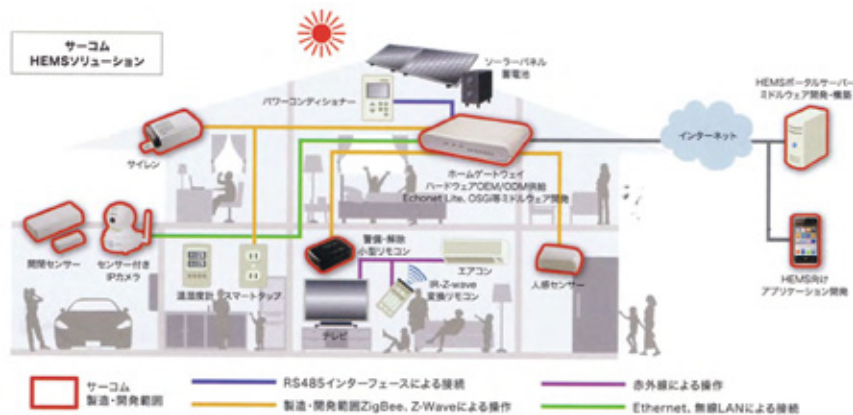 サーコム
HEMSソリューション
ソーラーパネル
蓄電池
パワーコンディショナー
HEMSポータルサーバー
ミドルウェア開発・構築
サイレン
インターネット
ホームゲートウェイ
ハードウェアOEM/ODM供給
Echonet Lite、OSGi等ミドルウェア開発
開閉センサー
センサー付き
IPカメラ
温湿度計
スマートタップ
警備・解除
小型リモコン
エアコン
IR-Z-wave
変換リモコン
テレビ
人感センサー
HEMS向け
アプリケーション開発
サーコム
製造・開発範囲
RS485インターフェースによる接続
赤外線による操作
製造・開発範囲ZigBee、Z-Waveによる操作
Ethernet、無線LANによる接続